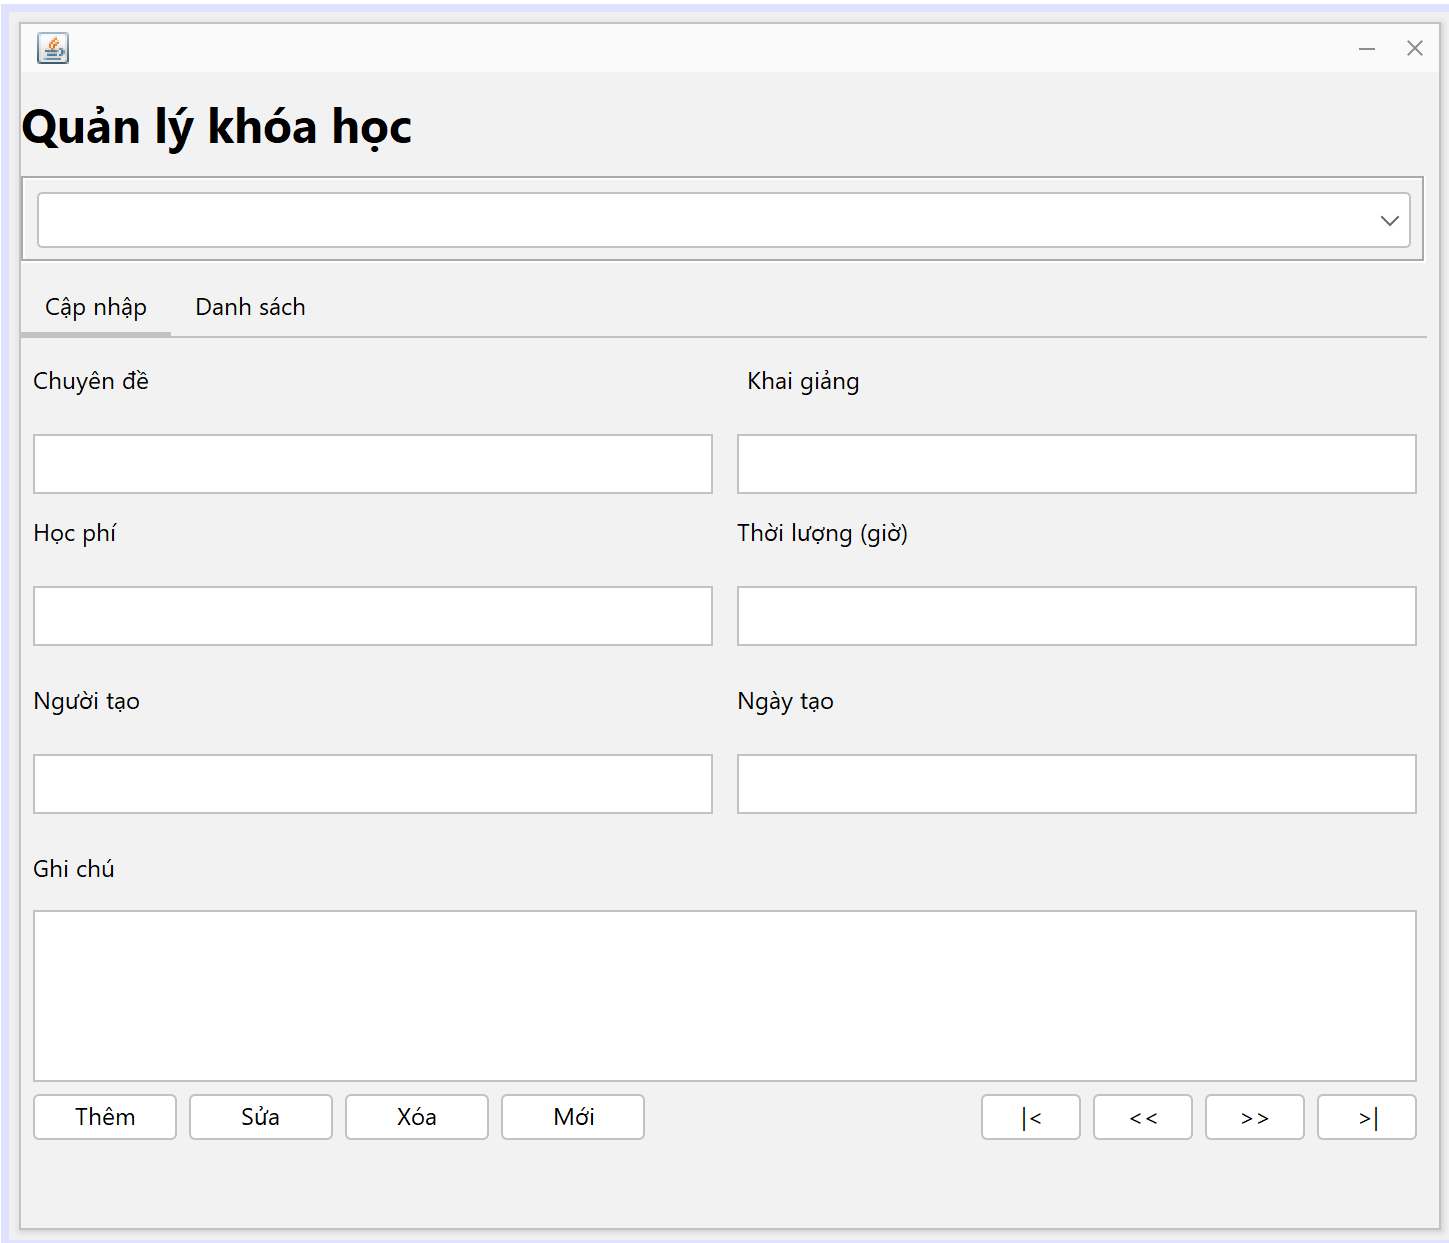 Quản lý khóa học
Cập nhập Danh sách
Chuyên đề Khai giảng
Học phí Thời lượng (giờ)
Người tạo Ngày tạo
Ghi chú
Thêm Sửa Xóa Mới |< << >> >|